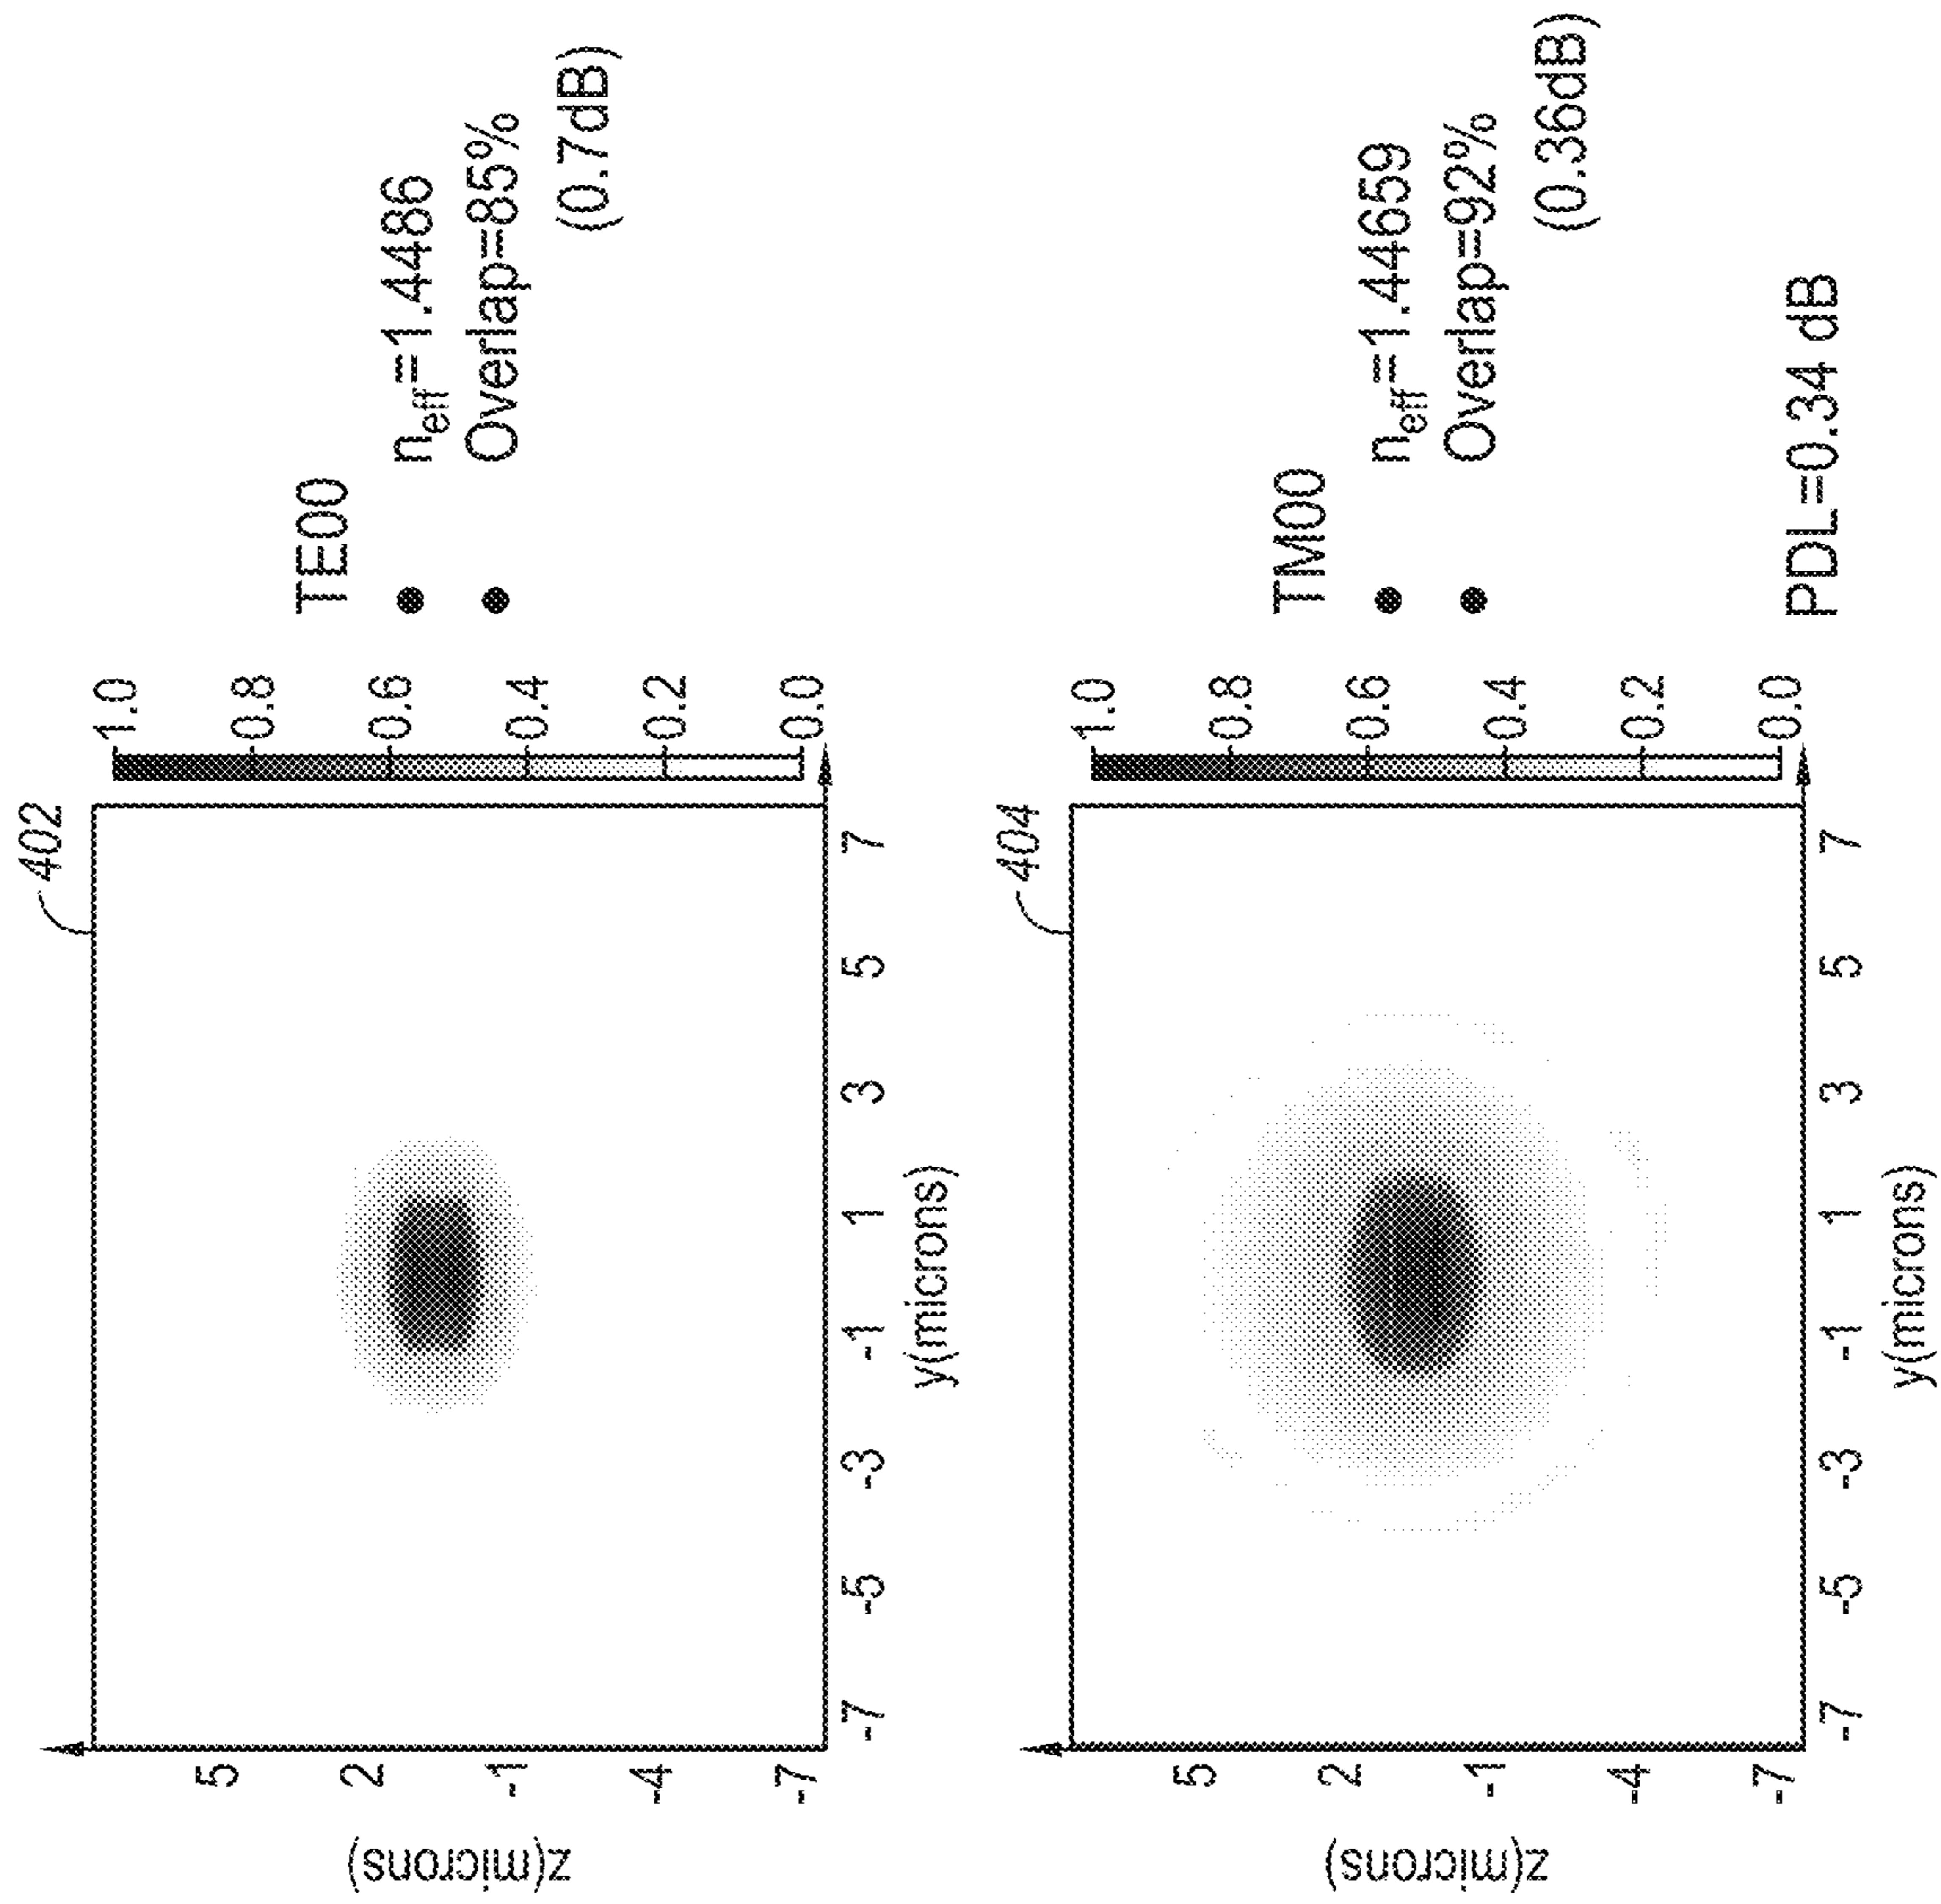 402
z(microns)
5
2
-1
-4
-7
-7 -5 -3 -1 1 3 5 7
y(microns)
1.0
0.8
0.6
0.4
0.2
0.0
TE00
• neff=1.4486
• Overlap=85%
(0.7dB)
404
z(microns)
5
2
-1
-4
-7
-7 -5 -3 -1 1 3 5 7
y(microns)
1.0
0.8
0.6
0.4
0.2
0.0
TM00
• neff=1.44659
• Overlap=92%
(0.36dB)
PDL=0.34 dB